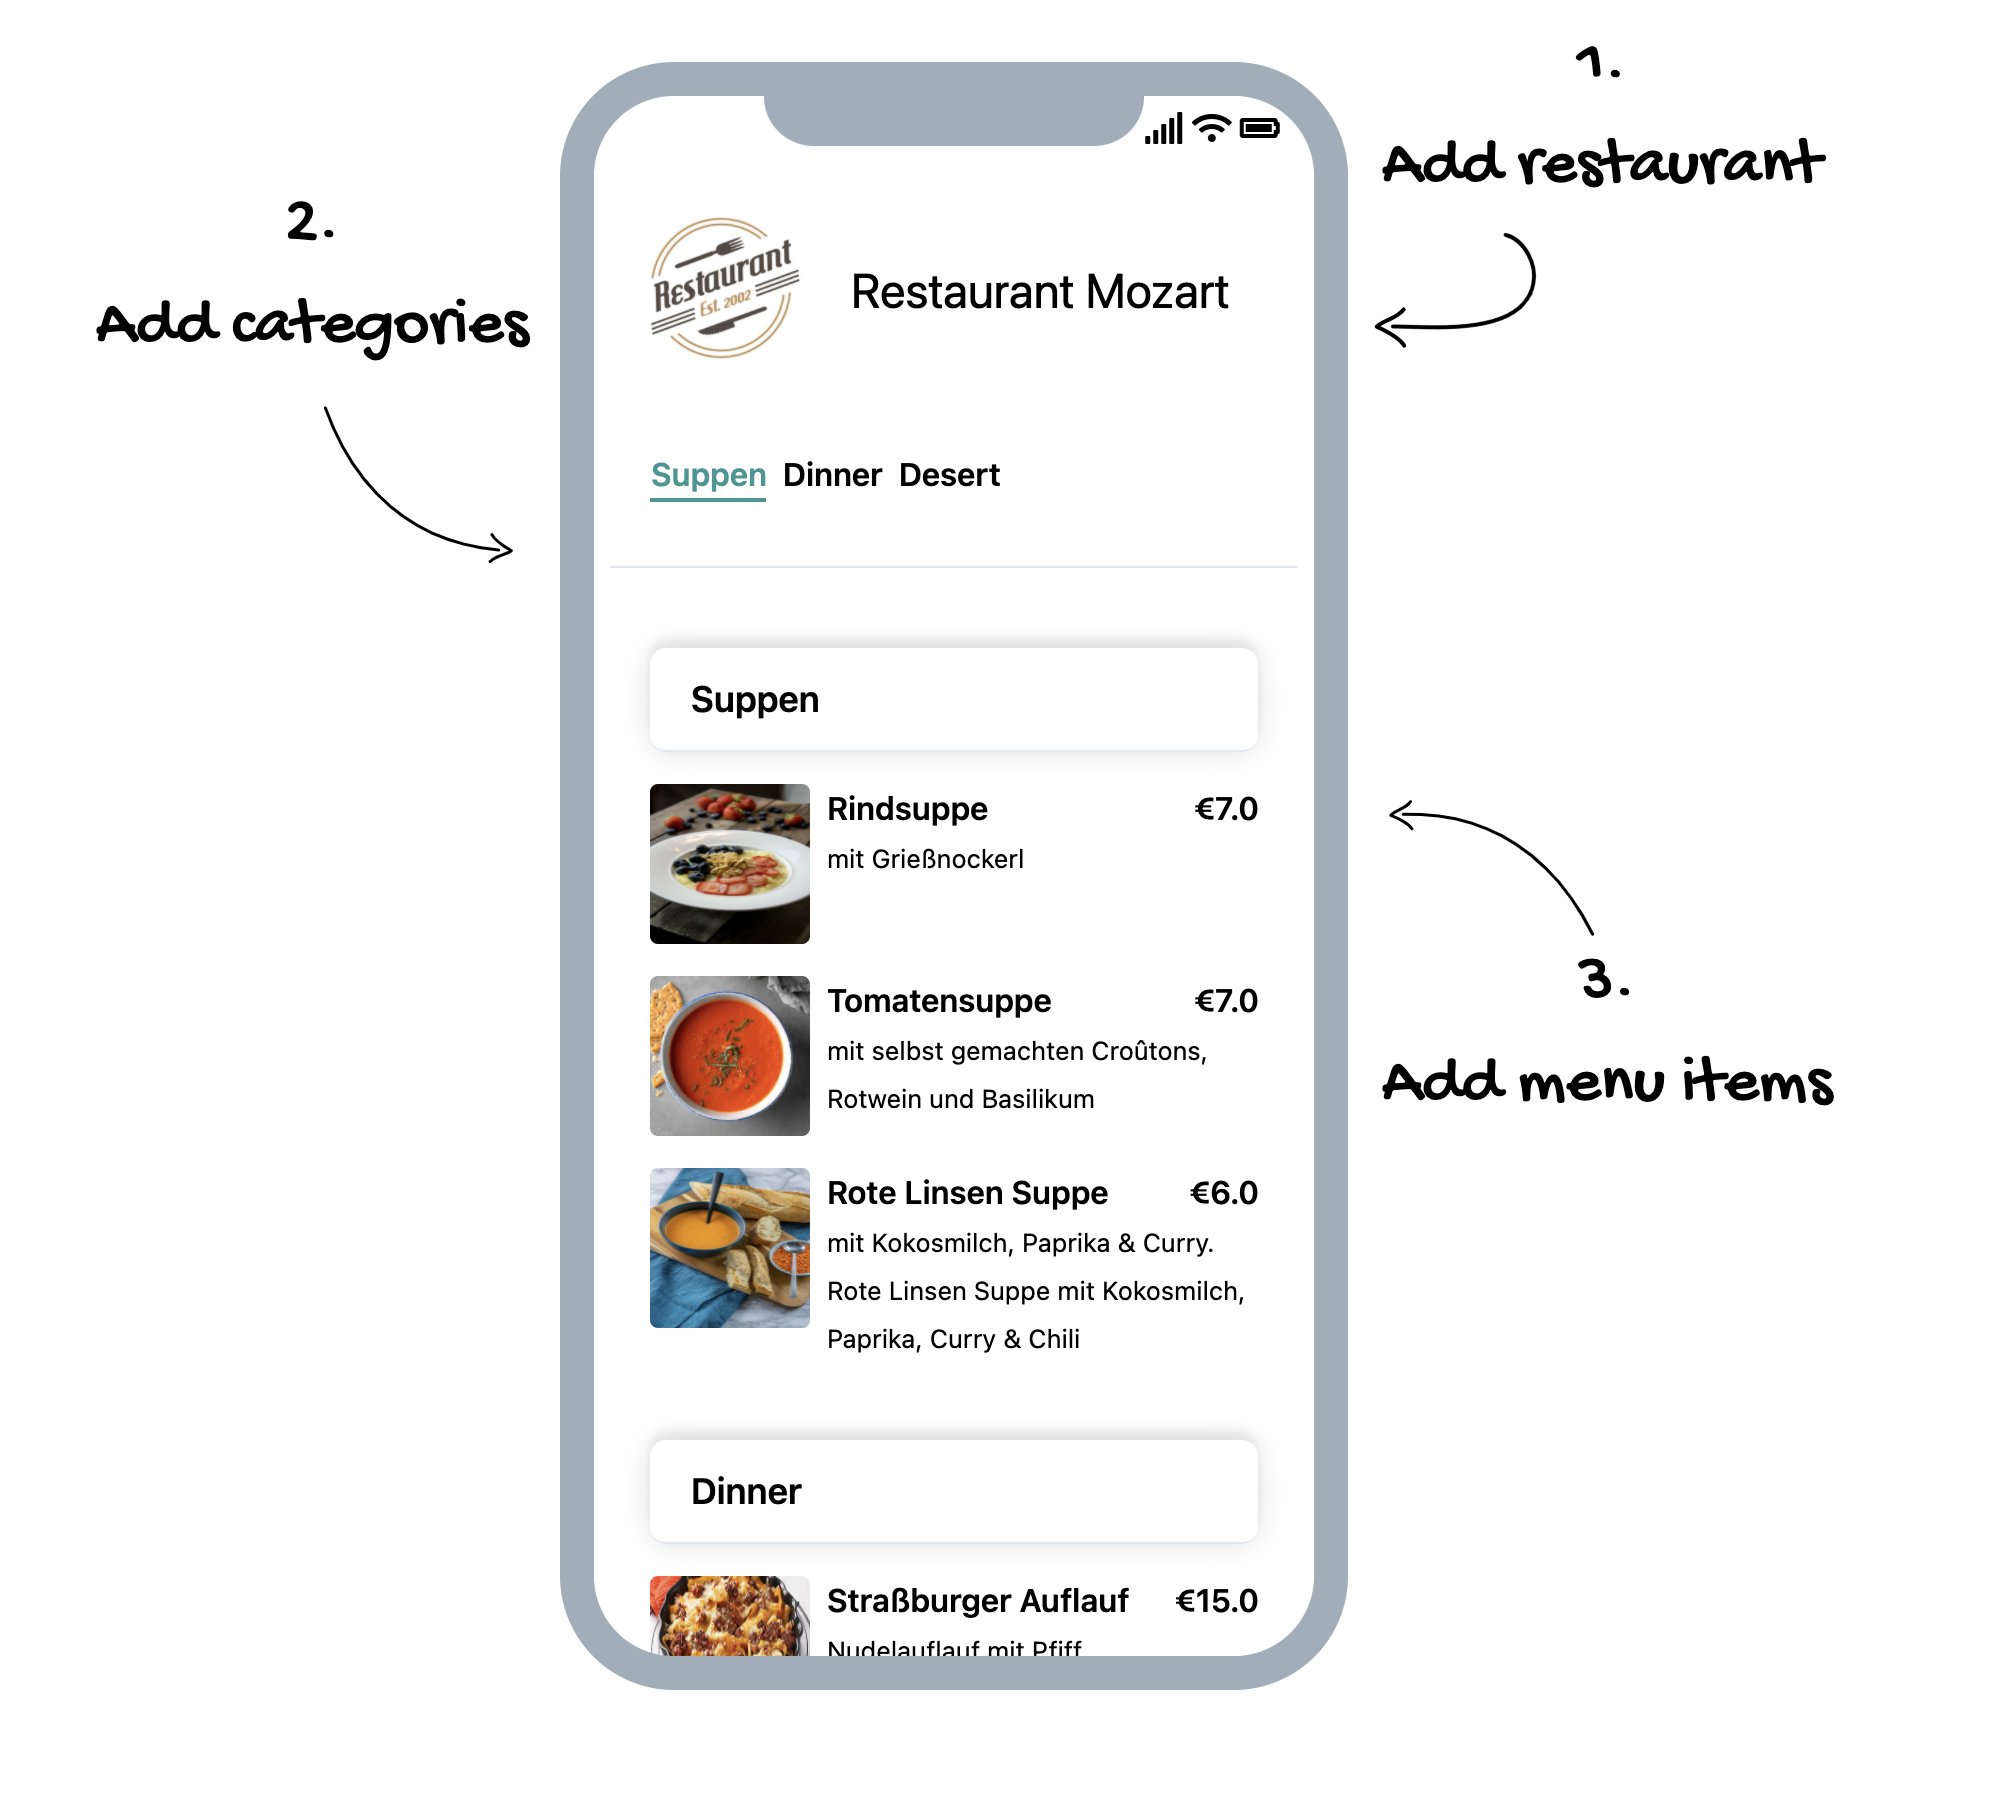 1.
Add restaurant
2.
Add categories
Restaurant
Est. 2002
Restaurant Mozart
Suppen Dinner Desert
Suppen
Rindsuppe €7.0
mit Grießnockerl
Tomatensuppe €7.0
mit selbst gemachten Croûtons,
Rotwein und Basilikum
Rote Linsen Suppe €6.0
mit Kokosmilch, Paprika & Curry.
Rote Linsen Suppe mit Kokosmilch,
Paprika, Curry & Chili
3.
Add menu items
Dinner
Straßburger Auflauf €15.0
Nudelauflauf mit Pfiff